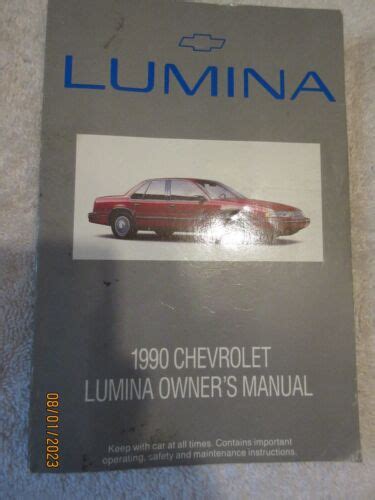 LUMINA
1990 CHEVROLET
LUMINA OWNER'S MANUAL
Keep with car at all times. Contains important
operating, safety and maintenance instructions.
08/01/2023